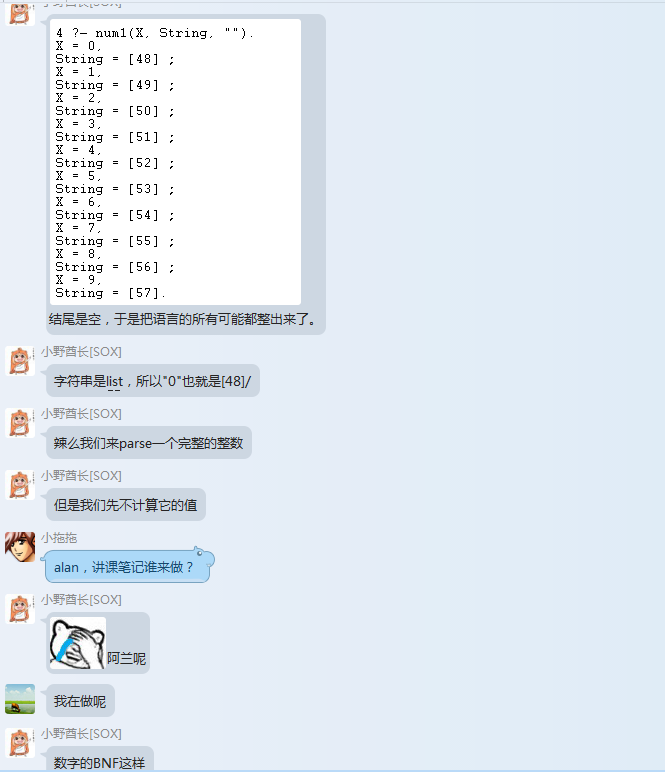 小野酋长[SOX]
4 ?- num1(X, String, "").
X = 0,
String = [48] ;
X = 1,
String = [49] ;
X = 2,
String = [50] ;
X = 3,
String = [51] ;
X = 4,
String = [52] ;
X = 5,
String = [53] ;
X = 6,
String = [54] ;
X = 7,
String = [55] ;
X = 8,
String = [56] ;
X = 9,
String = [57].
结尾是空，于是把语言的所有可能都整出来了。
小野酋长[SOX]
字符串是list，所以"0"也就是[48]/
小野酋长[SOX]
辣么我们来parse一个完整的整数
小野酋长[SOX]
但是我们先不计算它的值
小拖拖
alan，讲课笔记谁来做？
小野酋长[SOX]
阿兰呢
我在做呢
小野酋长[SOX]
数字的BNF这样